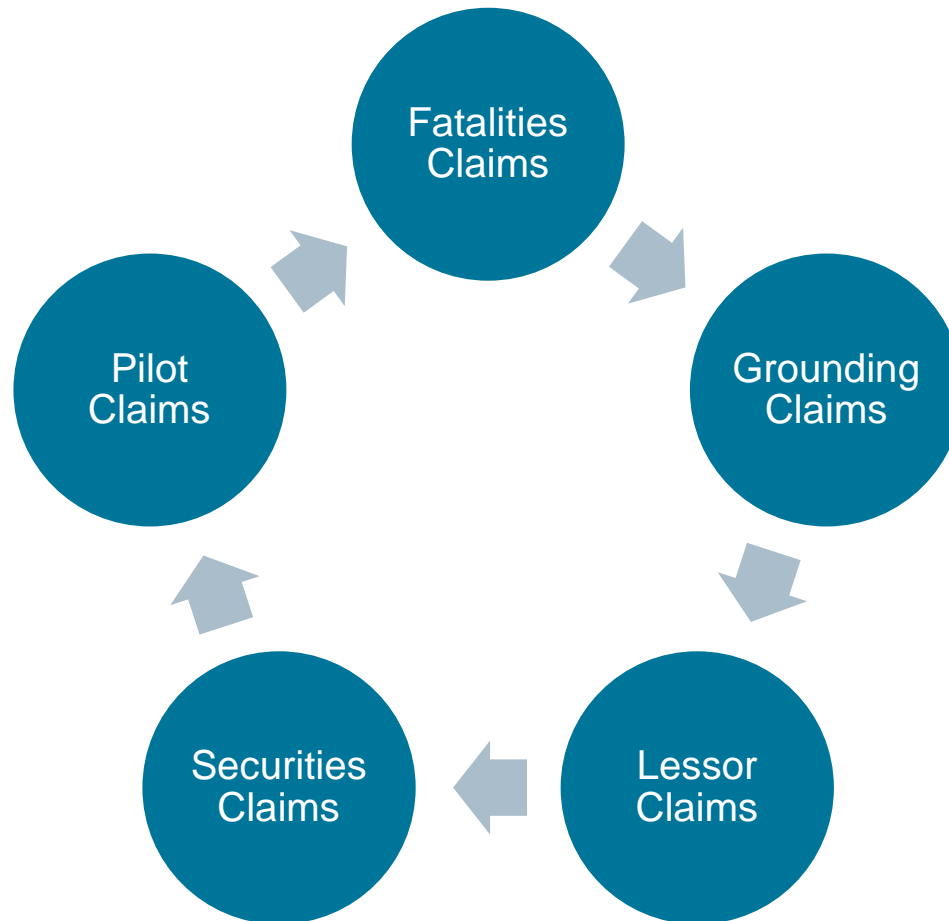 Fatalities
Claims
Grounding
Claims
Lessor
Claims
Securities
Claims
Pilot
Claims